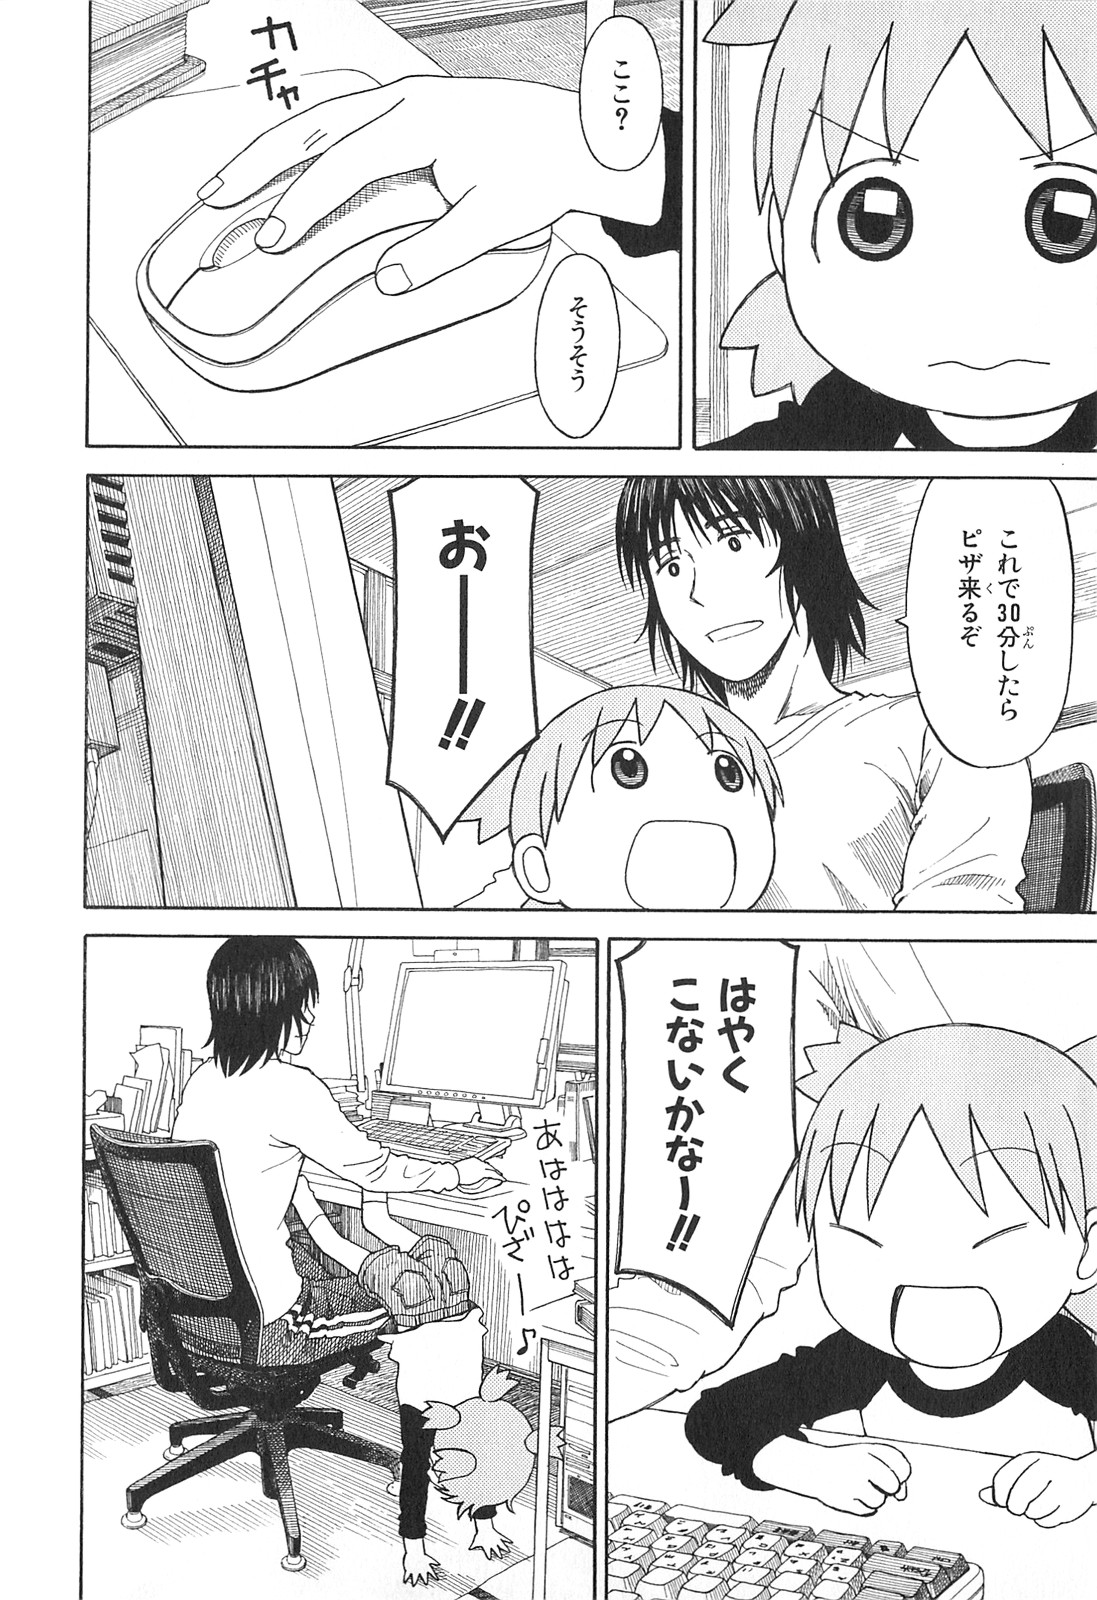 ここ?
カチャ
そうそう
これで30分したら
ピザ来るぞ
おーーー!!
はやく
こないかなー!!
あはははは
ぴざー♪